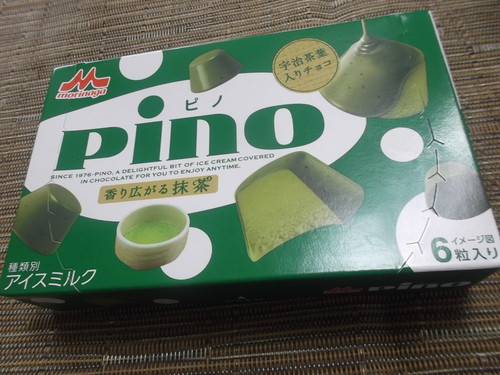 morinaga
ピノ
pino
SINCE 1976・PINO, A DELIGHTFUL BIT OF ICE CREAM COVERED
IN CHOCOLATE FOR YOU TO ENJOY ANYTIME.
香り広がる抹茶
宇治茶葉
入りチョコ
種類別
アイスミルク
イメージ図
6粒入り
pino